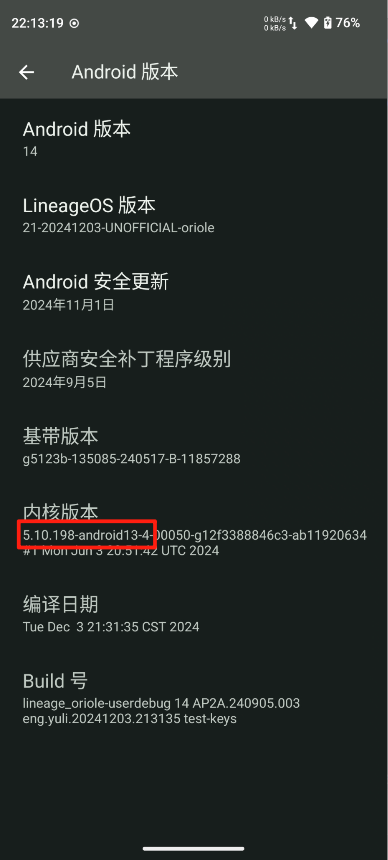 22:13:19
0 kB/s
0 kB/s
76%
Android 版本
Android 版本
14
LineageOS 版本
21-20241203-UNOFFICIAL-oriole
Android 安全更新
2024年11月1日
供应商安全补丁程序级别
2024年9月5日
基带版本
g5123b-135085-240517-B-11857288
内核版本
5.10.198-android13-4-00050-g12f3388846c3-ab11920634
#1 Mon Jun 3 20:51:42 UTC 2024
编译日期
Tue Dec  3 21:31:35 CST 2024
Build 号
lineage_oriole-userdebug 14 AP2A.240905.003
eng.yuli.20241203.213135 test-keys